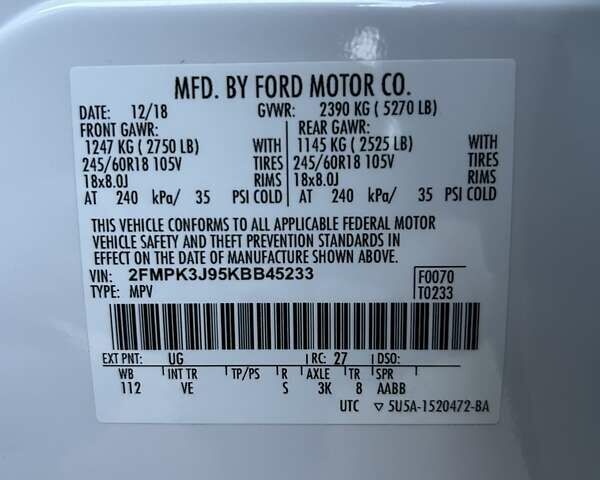 MFD. BY FORD MOTOR CO.
DATE: 12/18 GVWR: 2390 KG ( 5270 LB)
FRONT GAWR: REAR GAWR:
1247 KG ( 2750 LB) WITH 1145 KG ( 2525 LB) WITH
245/60R18 105V TIRES 245/60R18 105V TIRES
18x8.0J RIMS 18x8.0J RIMS
AT 240 kPa/ 35 PSI COLD AT 240 kPa/ 35 PSI COLD
THIS VEHICLE CONFORMS TO ALL APPLICABLE FEDERAL MOTOR
VEHICLE SAFETY AND THEFT PREVENTION STANDARDS IN
EFFECT ON THE DATE OF MANUFACTURE SHOWN ABOVE.
VIN: 2FMPK3J95KBB45233 F0070
TYPE: MPV T0233
EXT PNT: UG RC: 27 DSO:
WB INT TR TP/PS R AXLE TR SPR
112 VE S 3K 8 AABB
UTC ▽ 5U5A-1520472-BA